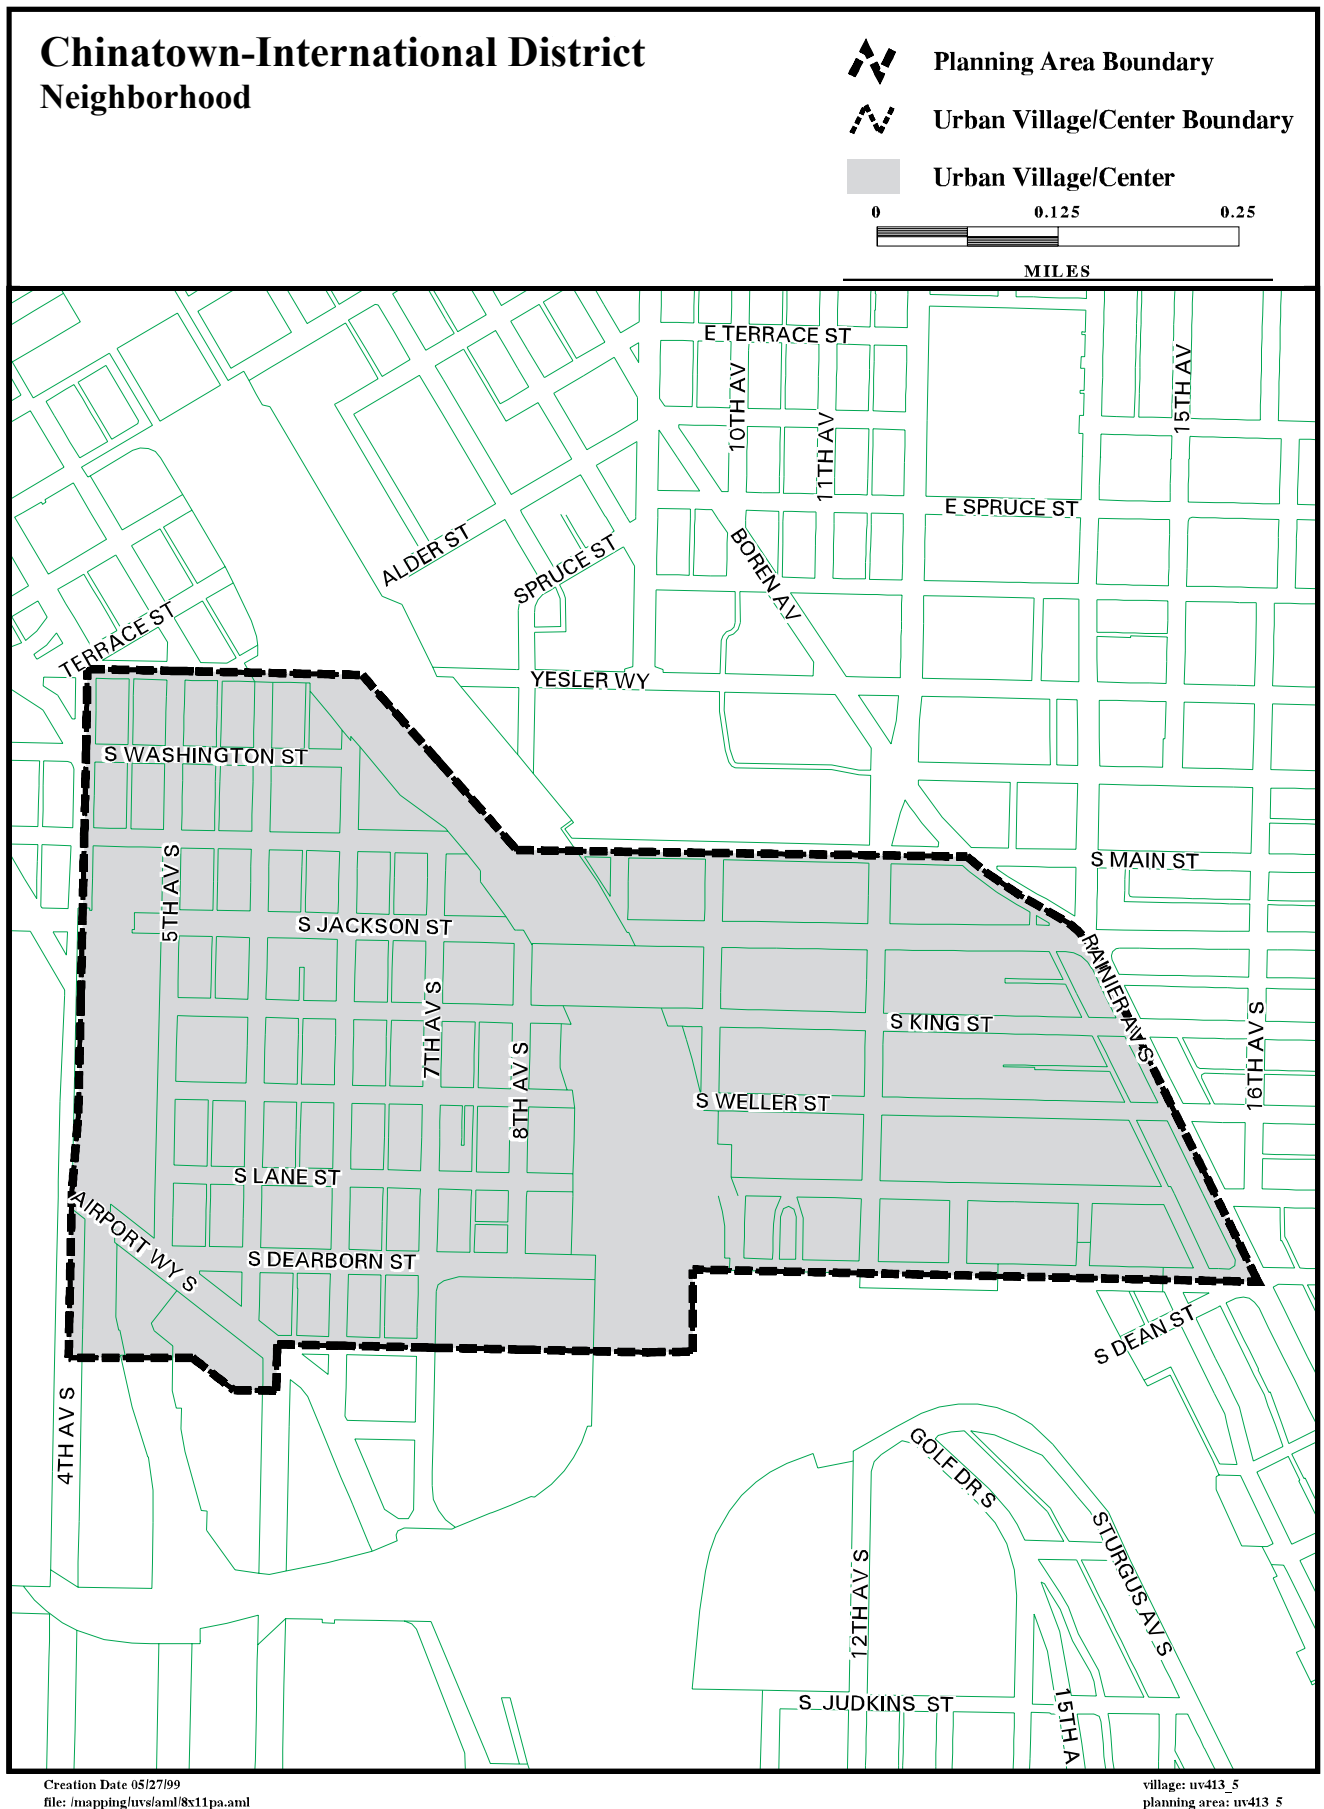 Chinatown-International District
Neighborhood
Planning Area Boundary
Urban Village/Center Boundary
Urban Village/Center
0 0.125 0.25
MILES
E TERRACE ST
10TH AV
11TH AV
15TH AV
E SPRUCE ST
ALDER ST
SPRUCE ST
BOREN AV
TERRACE ST
YESLER WY
S WASHINGTON ST
S MAIN ST
5TH AV S
S JACKSON ST
RAINIER AV S
7TH AV S
S KING ST
16TH AV S
8TH AV S
S WELLER ST
S LANE ST
AIRPORT WY S
S DEARBORN ST
S DEAN ST
4TH AV S
GOLF DR S
STURGUS AV S
12TH AV S
S JUDKINS ST
15TH A
Creation Date 05/27/99
file: /mapping/uvs/aml/8x11pa.aml
village: uv413_5
planning area: uv413_5